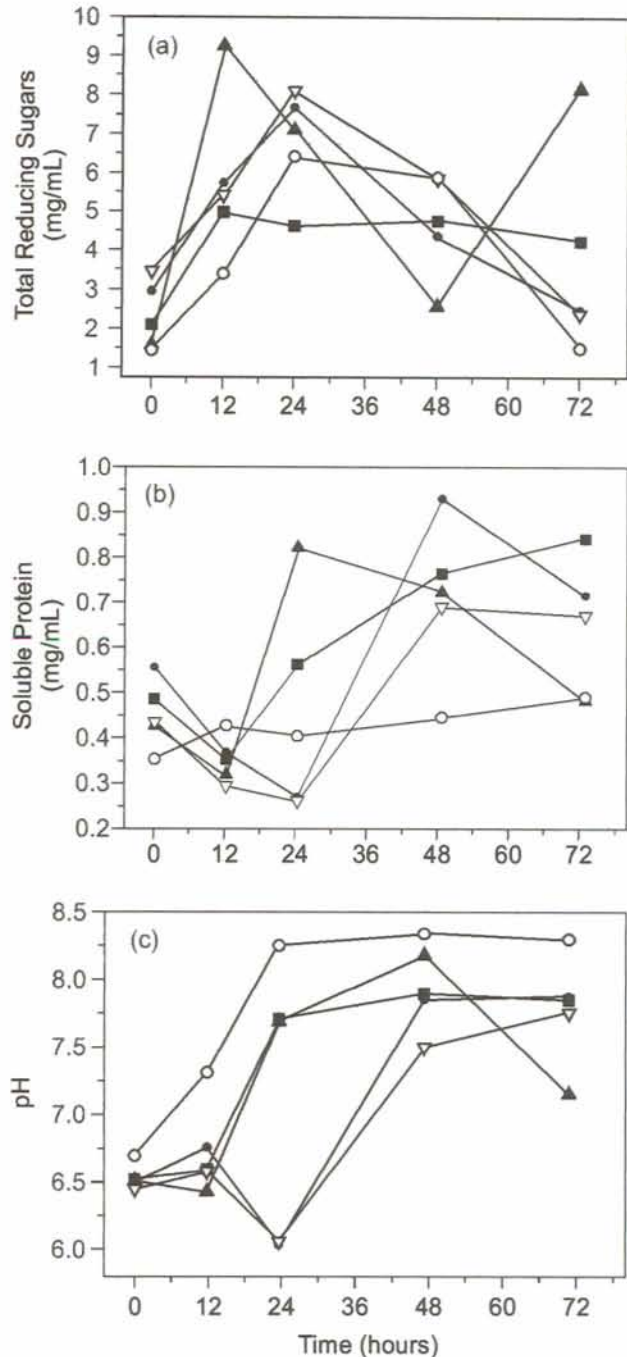 (a)
Total Reducing Sugars
(mg/mL)
10
9
8
7
6
5
4
3
2
1
0 12 24 36 48 60 72
(b)
Soluble Protein
(mg/mL)
1.0
0.9
0.8
0.7
0.6
0.5
0.4
0.3
0.2
0 12 24 36 48 60 72
(c)
pH
8.5
8.0
7.5
7.0
6.5
6.0
0 12 24 36 48 60 72
Time (hours)